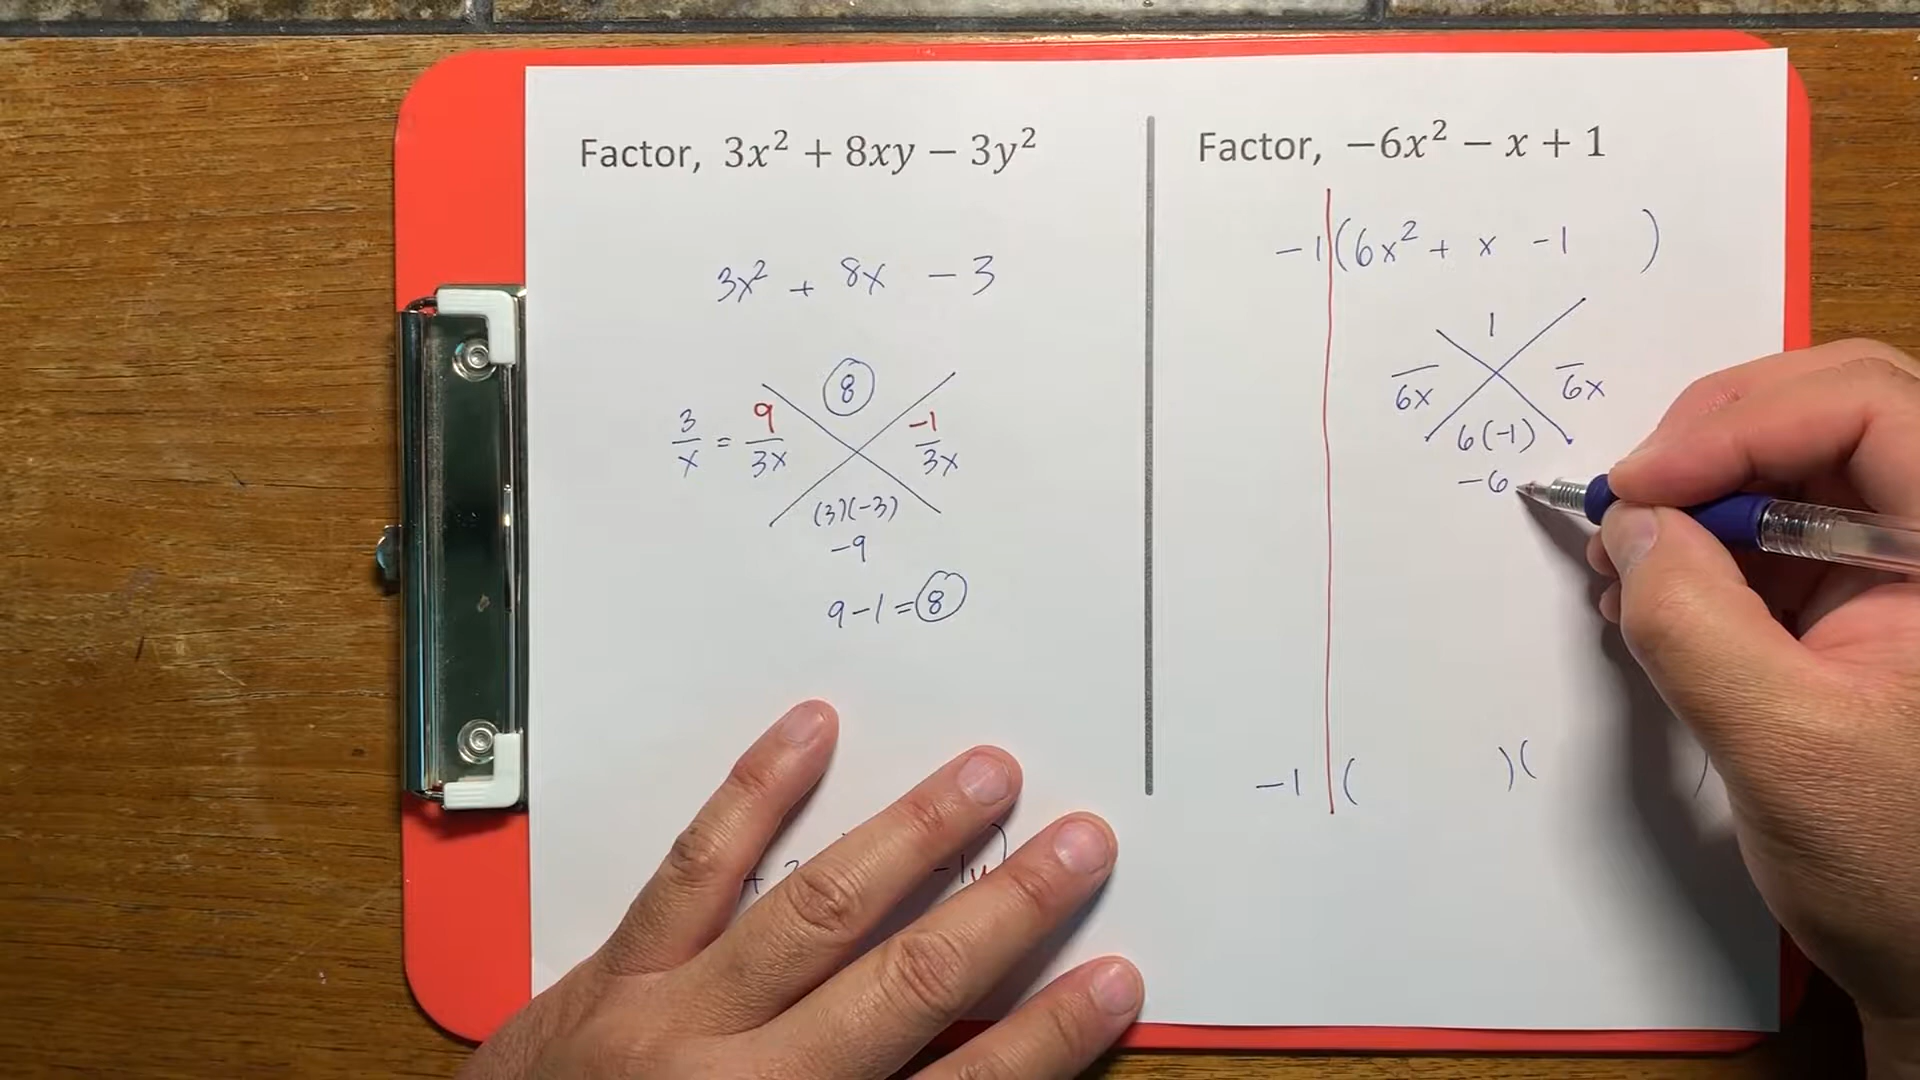 Factor, 3x² + 8xy − 3y²
3x² + 8x − 3
8
3/x = 9/3x
-1/3x
(3)(-3)
-9
9-1=8
-1y)
Factor, −6x² − x + 1
-1(6x² + x -1 )
1
6x
6x
6(-1)
-6
-1 ( )( )